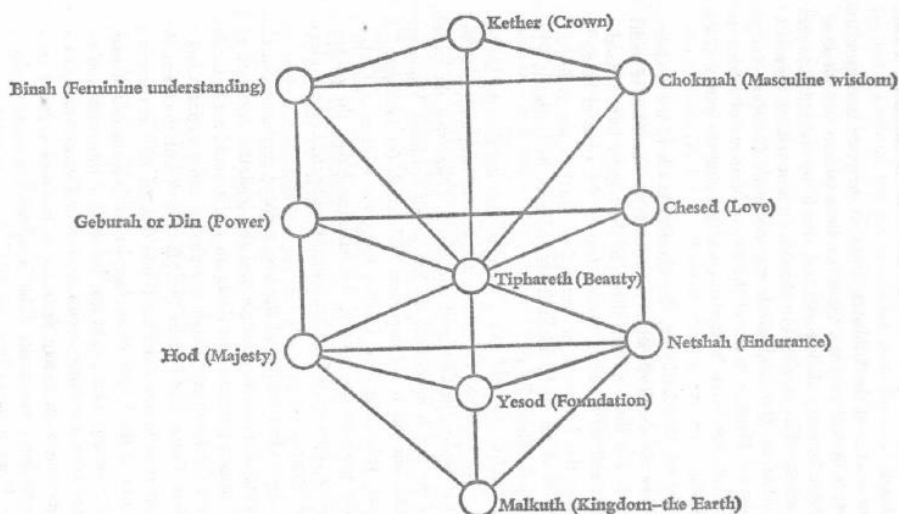 Kether (Crown)
Binah (Feminine understanding)
Chokmah (Masculine wisdom)
Geburah or Din (Power)
Chesed (Love)
Tiphareth (Beauty)
Hod (Majesty)
Netshah (Endurance)
Yesod (Foundation)
Malkuth (Kingdom–the Earth)